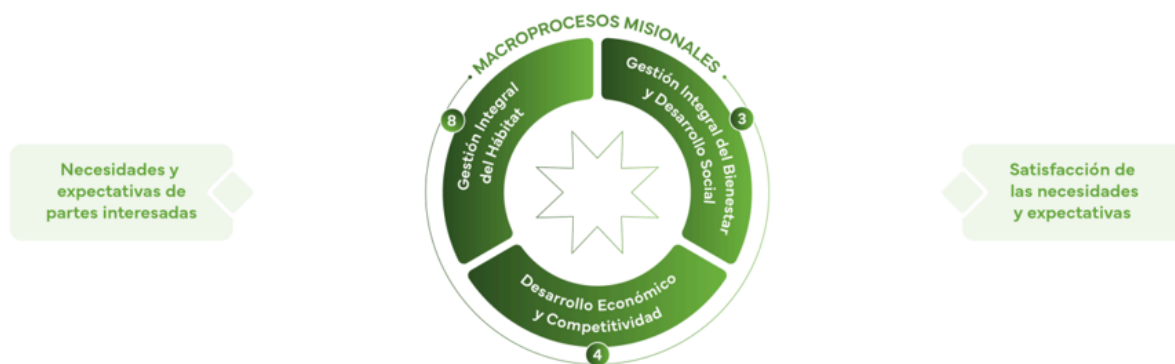 MACROPROCESOS MISIONALES
8
Gestión Integral
del Hábitat
3
Gestión Integral del Bienestar
y Desarrollo Social
Necesidades y
expectativas de
partes interesadas
Satisfacción de
las necesidades
y expectativas
Desarrollo Económico
y Competitividad
4